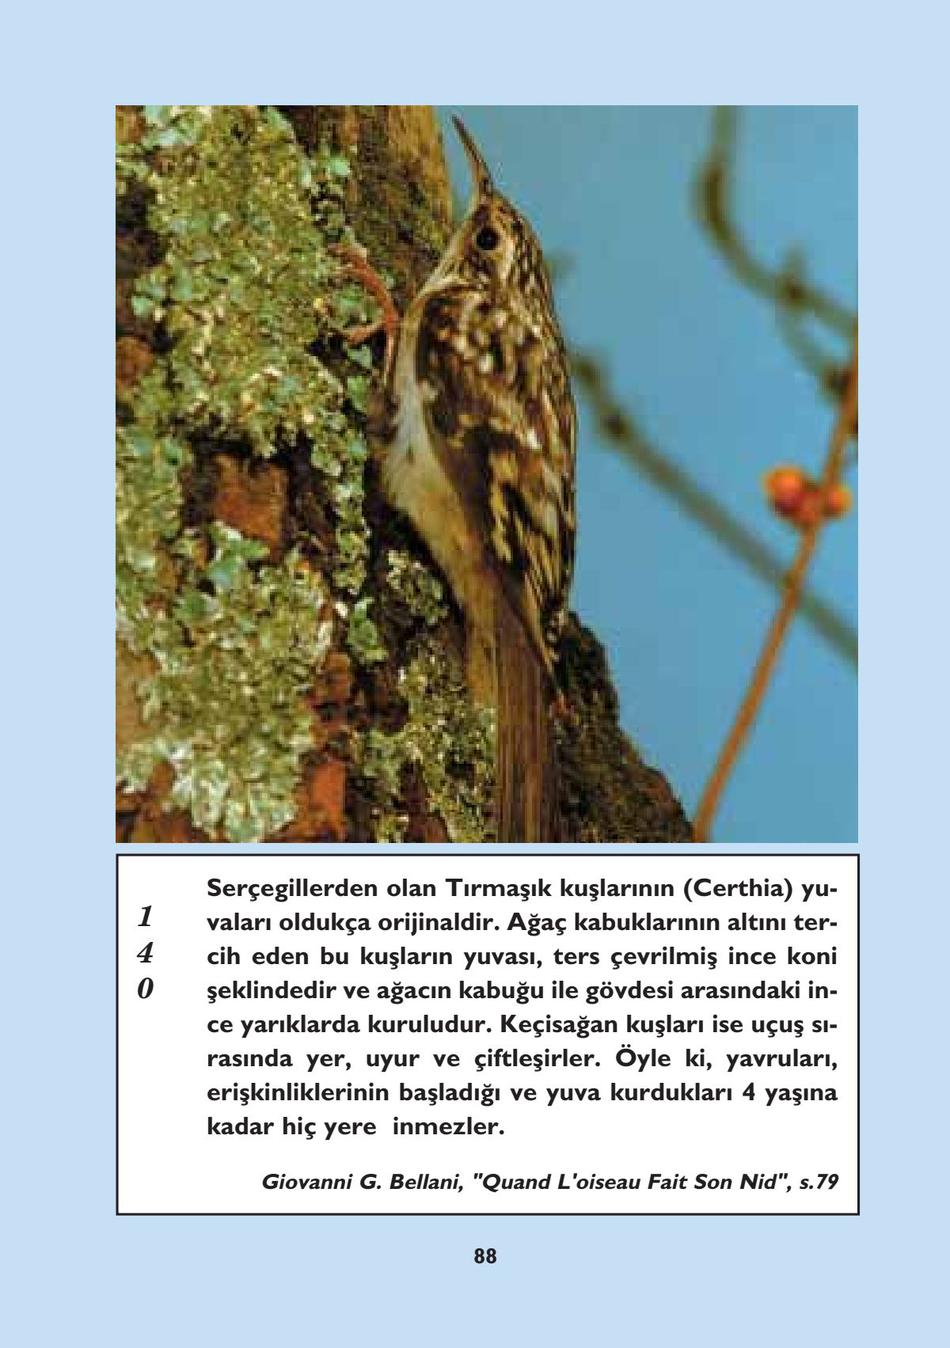 1
4
0
Serçegillerden olan Tırmaşık kuşlarının (Certhia) yu-
vaları oldukça orijinaldir. Ağaç kabuklarının altını ter-
cih eden bu kuşların yuvası, ters çevrilmiş ince koni
şeklindedir ve ağacın kabuğu ile gövdesi arasındaki in-
ce yarıklarda kuruludur. Keçisağan kuşları ise uçuş sı-
rasında yer, uyur ve çiftleşirler. Öyle ki, yavruları,
erişkinliklerinin başladığı ve yuva kurdukları 4 yaşına
kadar hiç yere  inmezler.
Giovanni G. Bellani, "Quand L'oiseau Fait Son Nid", s.79
88